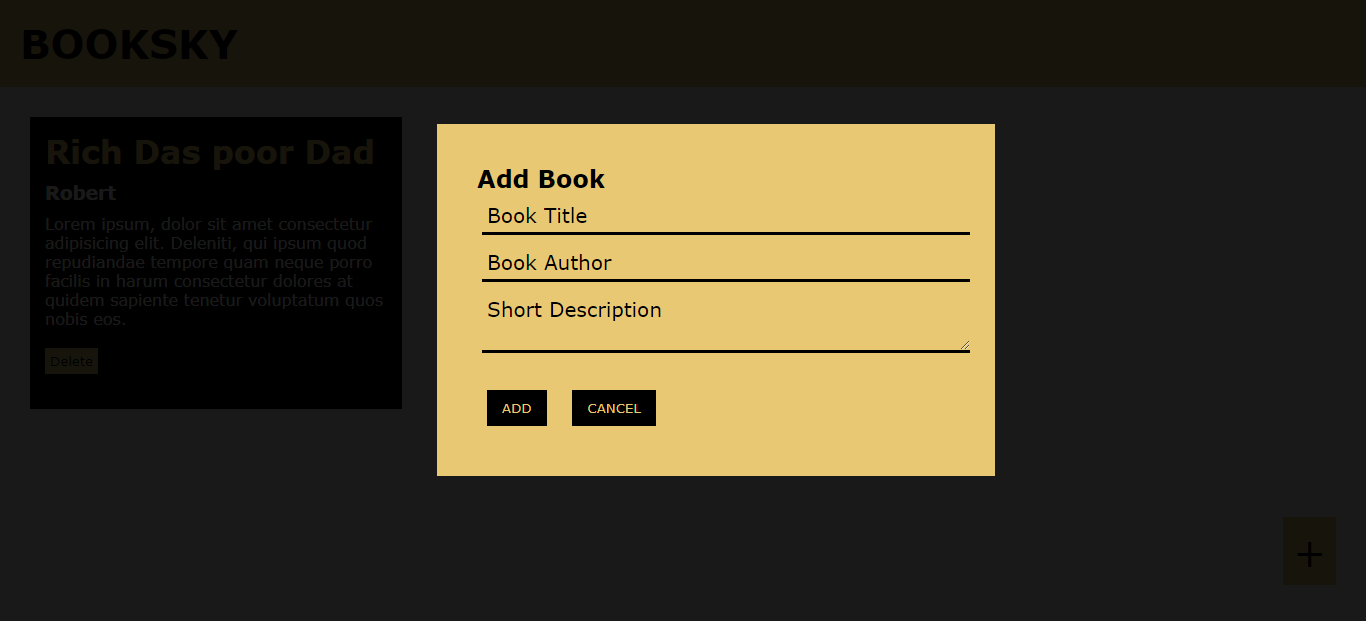 BOOKSKY
Rich Das poor Dad
Robert
Lorem ipsum, dolor sit amet consectetur
adipisicing elit. Deleniti, qui ipsum quod
repudiandae tempore quam neque porro
facilis in harum consectetur dolores at
quidem sapiente tenetur voluptatum quos
nobis eos.
Delete
Add Book
Book Title
Book Author
Short Description
ADD CANCEL
+